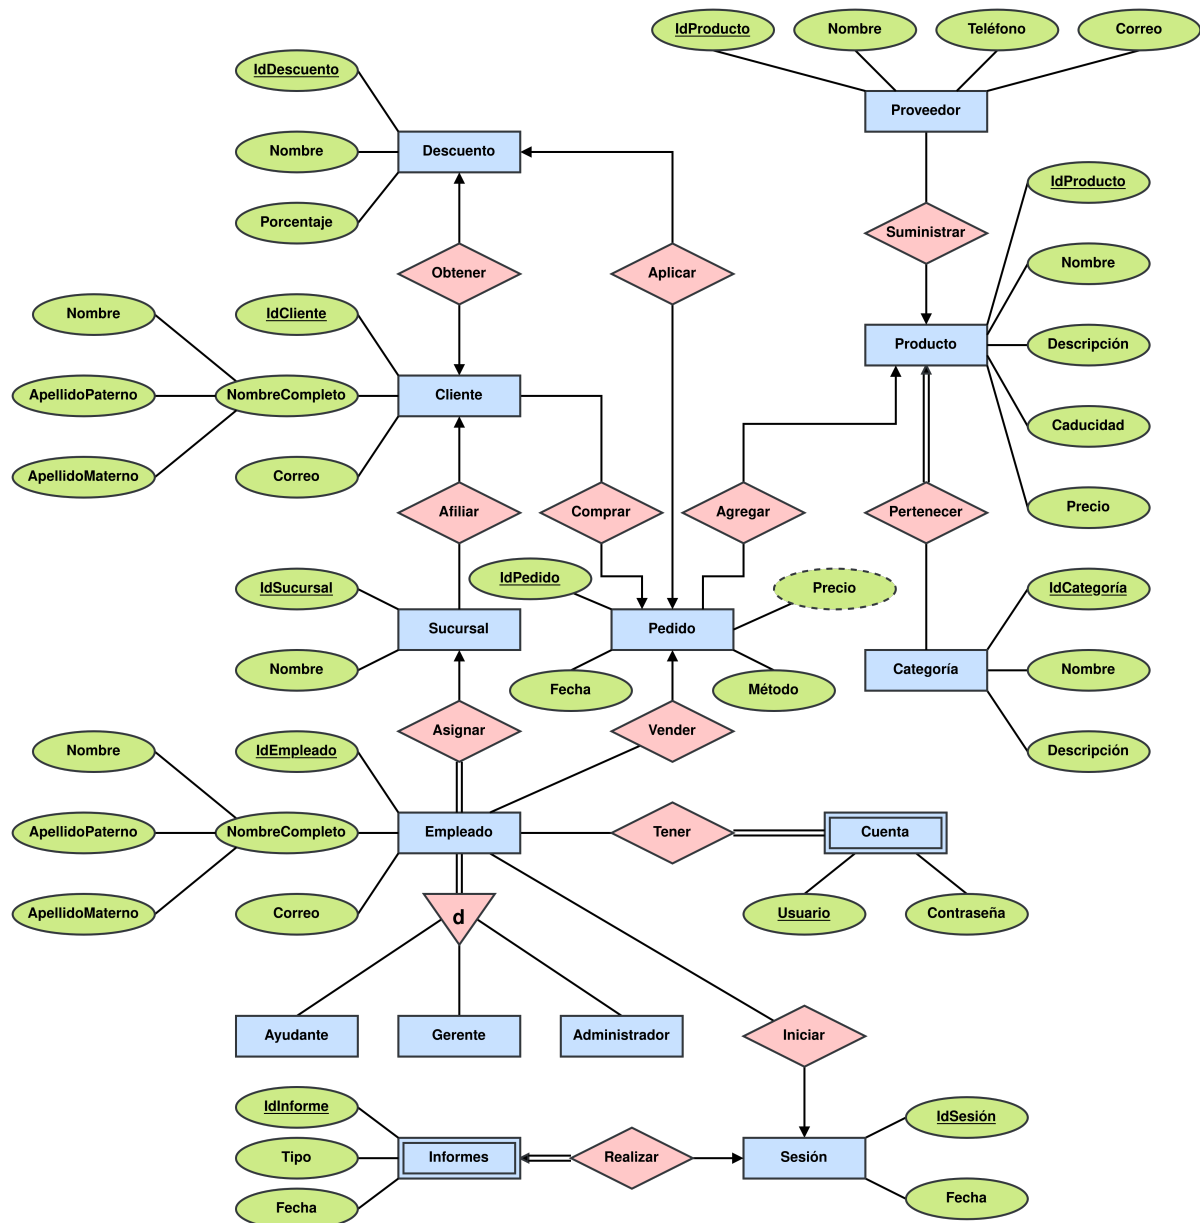 IdProducto
Nombre
Teléfono
Correo
IdDescuento
Proveedor
Nombre
Descuento
IdProducto
Porcentaje
Suministrar
Obtener
Aplicar
Nombre
Nombre
IdCliente
Producto
Descripción
ApellidoPaterno
NombreCompleto
Cliente
Caducidad
ApellidoMaterno
Correo
Afiliar
Comprar
Agregar
Pertenecer
Precio
IdPedido
IdSucursal
Precio
IdCategoría
Sucursal
Pedido
Nombre
Categoría
Nombre
Fecha
Método
Asignar
Vender
Nombre
IdEmpleado
Descripción
ApellidoPaterno
NombreCompleto
Empleado
Tener
Cuenta
ApellidoMaterno
Correo
d
Usuario
Contraseña
Ayudante
Gerente
Administrador
Iniciar
IdInforme
IdSesión
Tipo
Informes
Realizar
Sesión
Fecha
Fecha